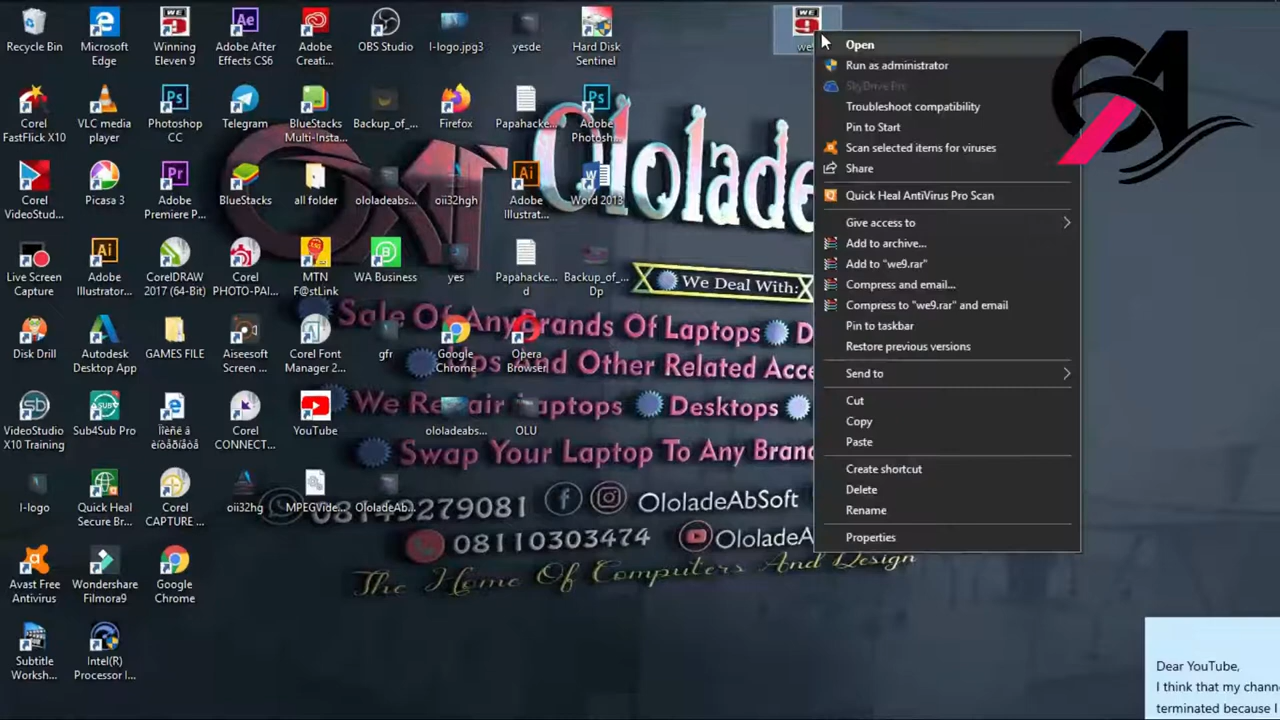 Recycle Bin
Microsoft Edge
Winning Eleven 9
Adobe After Effects CS6
Adobe Creati...
OBS Studio
I-logo.jpg3
yesde
Hard Disk Sentinel
Corel FastFlick X10
VLC media player
Photoshop CC
Telegram
BlueStacks Multi-Insta...
Backup_of_...
Firefox
Papahacke...
Adobe Photosh...
Corel VideoStud...
Picasa 3
Adobe Premiere P...
BlueStacks
all folder
ololadeabs...
oii32hgh
Adobe Illustrat...
Word 2013
Live Screen Capture
Adobe Illustrator...
CorelDRAW 2017 (64-Bit)
Corel PHOTO-PAI...
MTN F@stLink
WA Business
yes
Papahacke...d
Backup_of_...Dp
Disk Drill
Autodesk Desktop App
GAMES FILE
Aiseesoft Screen ...
Corel Font Manager 2...
gfr
Google Chrome
Opera Browser
VideoStudio X10 Training
Sub4Sub Pro
Ïîèñê â èíòåðíåòå
Corel CONNECT...
YouTube
ololadeabs...
OLU
I-logo
Quick Heal Secure Br...
Corel CAPTURE ...
oii32hg
MPEGVide...
OloladeAb...
Avast Free Antivirus
Wondershare Filmora9
Google Chrome
Subtitle Worksh...
Intel(R) Processor I...
Ololade
We Deal With:
Sale Of Any Brands Of Laptops D
ops And Other Related Acce
We Repair Laptops Desktops
Swap Your Laptop To Any Bran
08149279081 OloladeAbSoft
08110303474 OloladeA
The Home Of Computers And Design
Open
Run as administrator
SkyDrive Pro
Troubleshoot compatibility
Pin to Start
Scan selected items for viruses
Share
Quick Heal AntiVirus Pro Scan
Give access to
Add to archive...
Add to "we9.rar"
Compress and email...
Compress to "we9.rar" and email
Pin to taskbar
Restore previous versions
Send to
Cut
Copy
Paste
Create shortcut
Delete
Rename
Properties
Dear YouTube,
I think that my chann
terminated because I